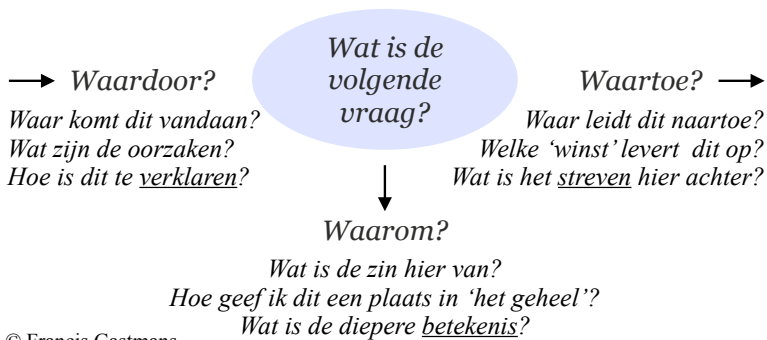 Wat is de
volgende
vraag?
Waardoor?
Waar komt dit vandaan?
Wat zijn de oorzaken?
Hoe is dit te verklaren?
Waartoe?
Waar leidt dit naartoe?
Welke ‘winst’ levert dit op?
Wat is het streven hier achter?
Waarom?
Wat is de zin hier van?
Hoe geef ik dit een plaats in ‘het geheel’?
Wat is de diepere betekenis?
© Francis Gastmans